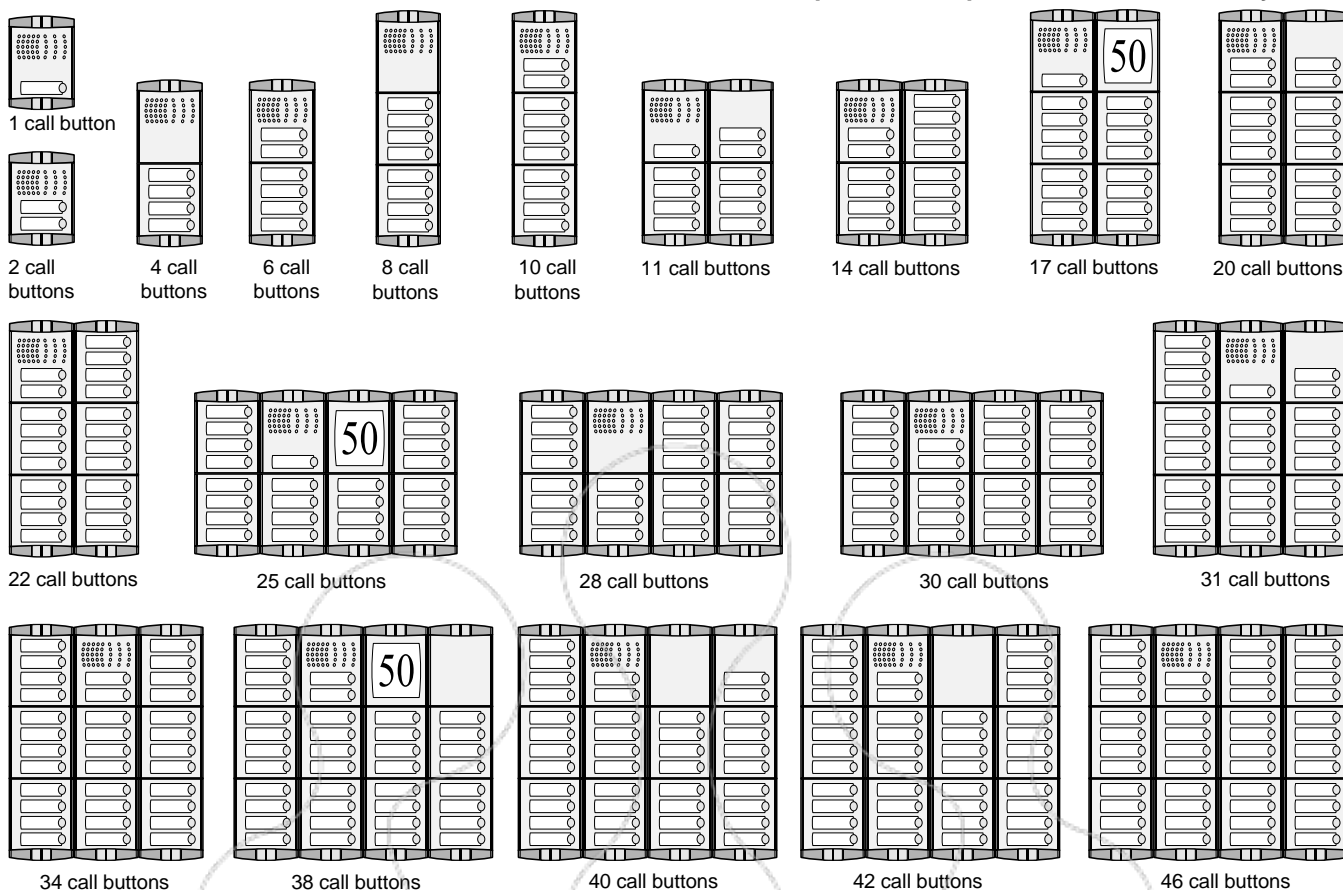 50
1 call button
2 call
buttons
4 call
buttons
6 call
buttons
8 call
buttons
10 call
buttons
11 call buttons
14 call buttons
17 call buttons
20 call buttons
50
22 call buttons
25 call buttons
28 call buttons
30 call buttons
31 call buttons
50
34 call buttons
38 call buttons
40 call buttons
42 call buttons
46 call buttons